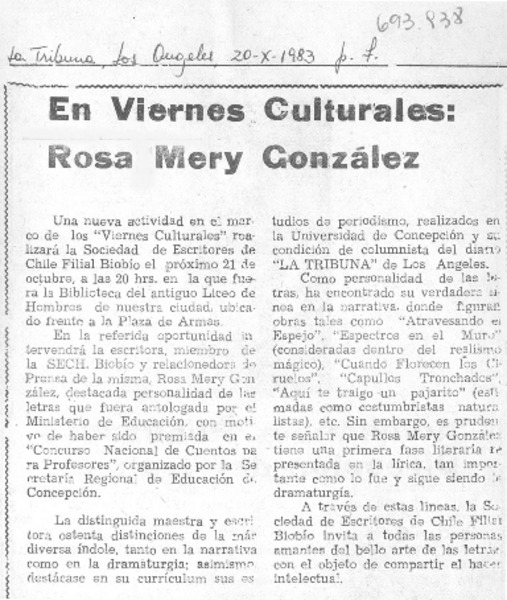 693.838
La Tribuna, Los Angeles 20-X-1983 p. 7.
En Viernes Culturales:
Rosa Mery González
Una nueva actividad en el mar-
co de los "Viernes Culturales" rea-
lizará la Sociedad de Escritores de
Chile Filial Biobío el próximo 21 de
octubre, a las 20 hrs. en la que fue-
ra la Biblioteca del antiguo Liceo de
Hombres de nuestra ciudad, ubica-
do frente a la Plaza de Armas.
En la referida oportunidad in
tervendrá la escritora, miembro de
la SECH. Biobío y relacionadora de
Prensa de la misma, Rosa Mery Gon
zález, destacada personalidad de las
letras que fuera antologada por el
Ministerio de Educación, con moti-
vo de haber sido premiada en el
"Concurso Nacional de Cuentos pa
ra Profesores", organizado por la Se
cretaría Regional de Educación de
Concepción.
La distinguida maestra y escri
tora ostenta distinciones de la más
diversa índole, tanto en la narrativa
como en la dramaturgia; asimismo
destácase en su curriculum sus es
tudios de periodismo, realizados en
la Universidad de Concepción y su
condición de columnista del diario
"LA TRIBUNA" de Los Angeles.
Como personalidad de las le
tras, ha encontrado su verdadera lí
nea en la narrativa, donde figuran
obras tales como "Atravesando el
Espejo", "Espectros en el Muro"
(consideradas dentro del realismo
mágico), "Cuando Florecen los Ci
ruelos", "Capullos Tronchados",
"Aquí te traigo un pajarito" (esti
madas como costumbristas natura
listas), etc. Sin embargo, es pruden
te señalar que Rosa Mery González
tiene una primera fase literaria re
presentada en la lírica, tan impor
tante como lo fue y sigue siendo la
dramaturgia.
A través de estas líneas, la So
ciedad de Escritores de Chile Filial
Biobío invita a todas las personas
amantes del bello arte de las letras
con el objeto de compartir el hacer
intelectual.